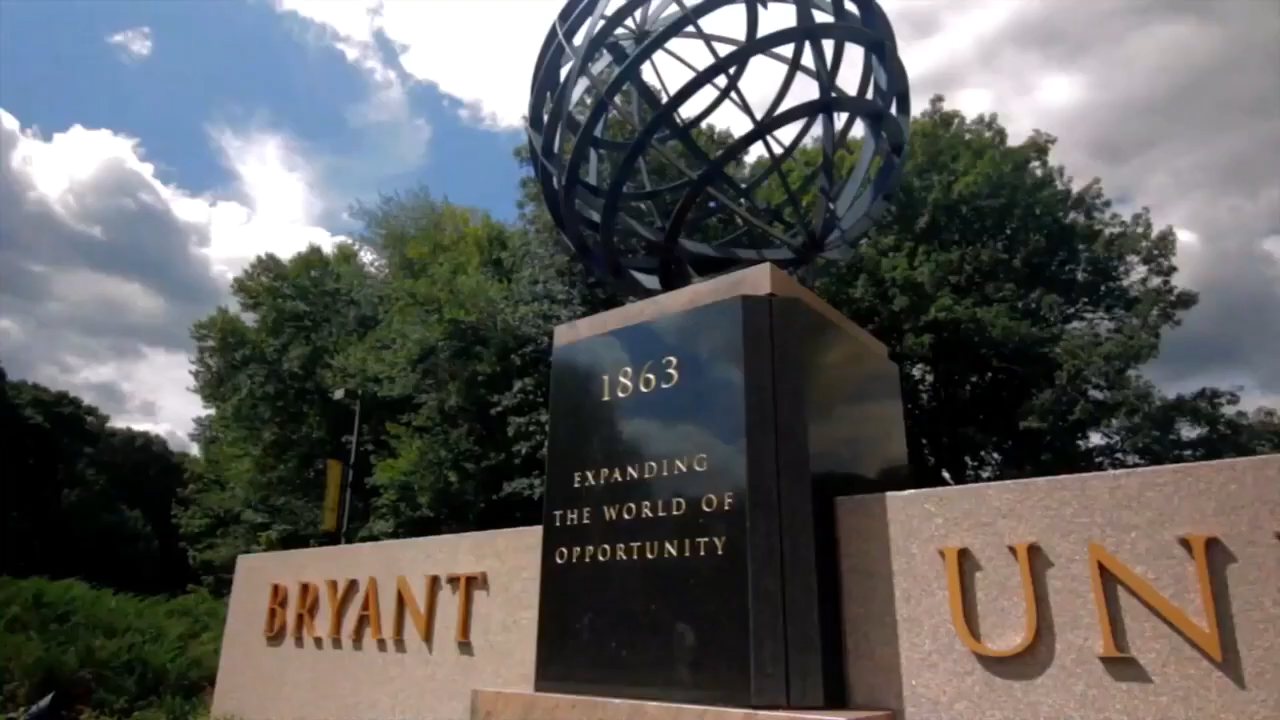 1863
EXPANDING
THE WORLD OF
OPPORTUNITY
BRYANT
UN